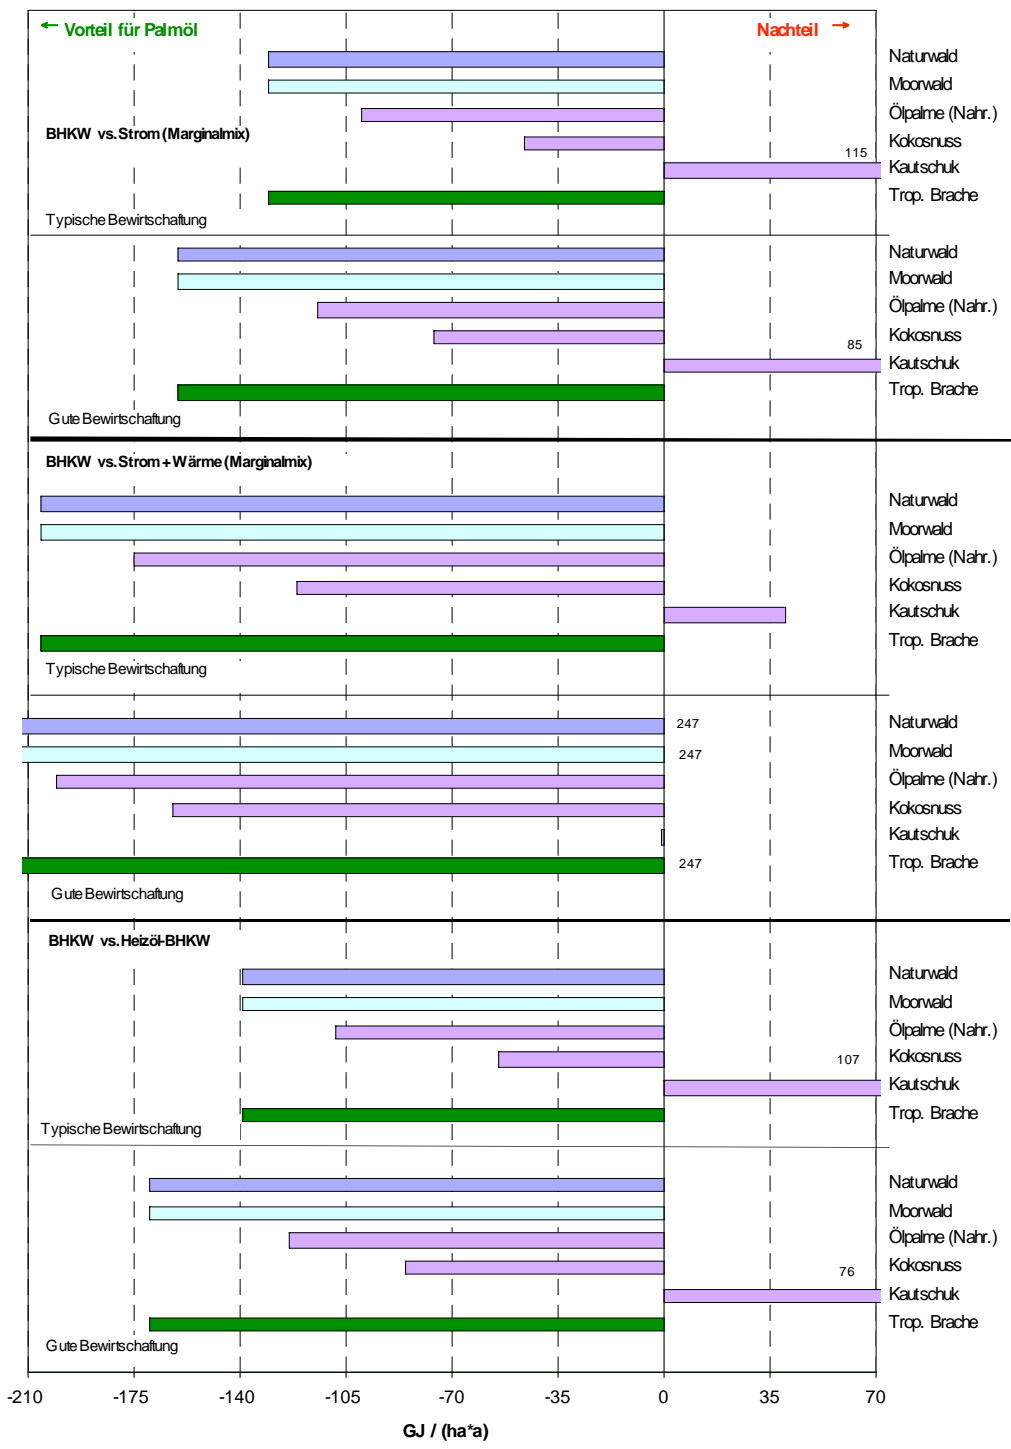 ← Vorteil für Palmöl
Nachteil →
Naturwald
Moorwald
Ölpalme (Nahr.)
BHKW vs. Strom (Marginalmix)
Kokosnuss
115
Kautschuk
Trop. Brache
Typische Bewirtschaftung
Naturwald
Moorwald
Ölpalme (Nahr.)
Kokosnuss
85
Kautschuk
Trop. Brache
Gute Bewirtschaftung
BHKW vs. Strom + Wärme (Marginalmix)
Naturwald
Moorwald
Ölpalme (Nahr.)
Kokosnuss
Kautschuk
Trop. Brache
Typische Bewirtschaftung
247
Naturwald
247
Moorwald
Ölpalme (Nahr.)
Kokosnuss
Kautschuk
247
Trop. Brache
Gute Bewirtschaftung
BHKW vs. Heizöl-BHKW
Naturwald
Moorwald
Ölpalme (Nahr.)
Kokosnuss
107
Kautschuk
Trop. Brache
Typische Bewirtschaftung
Naturwald
Moorwald
Ölpalme (Nahr.)
Kokosnuss
76
Kautschuk
Trop. Brache
Gute Bewirtschaftung
-210 -175 -140 -105 -70 -35 0 35 70
GJ / (ha*a)